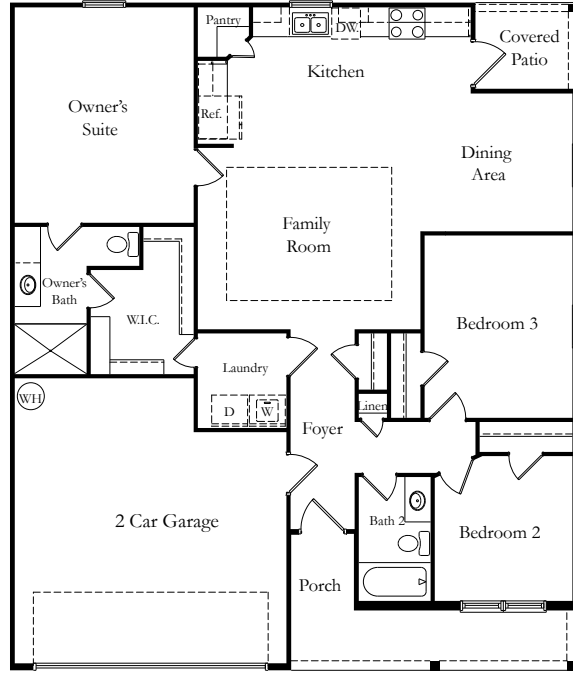 Pantry
DW.
Covered
Patio
Kitchen
Owner's
Suite
Ref.
Dining
Area
Family
Room
Owner's
Bath
W.I.C.
Bedroom 3
Laundry
WH
D
W
Linen
Foyer
2 Car Garage
Bath 2
Bedroom 2
Porch